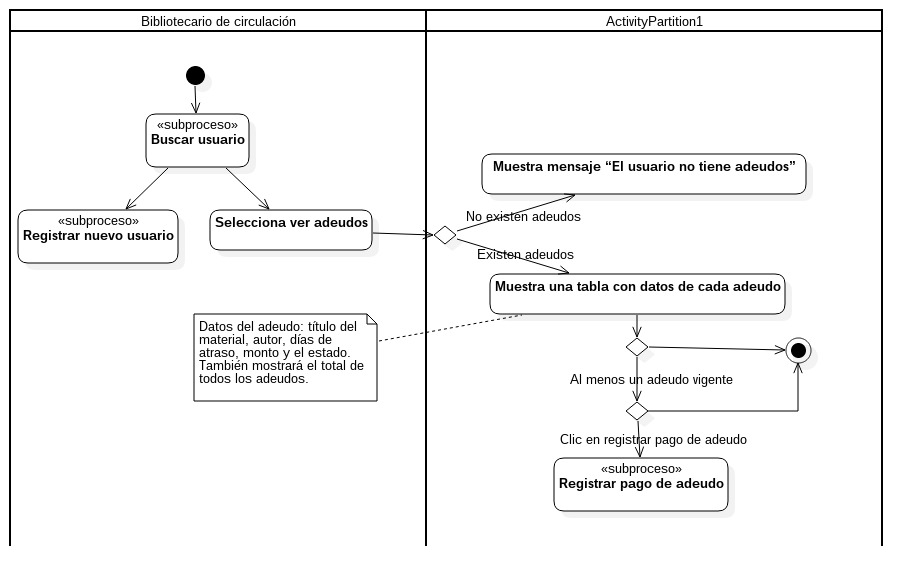 Bibliotecario de circulación
ActivityPartition1
«subproceso»
Buscar usuario
Muestra mensaje “El usuario no tiene adeudos”
«subproceso»
Registrar nuevo usuario
Selecciona ver adeudos
No existen adeudos
Existen adeudos
Muestra una tabla con datos de cada adeudo
Datos del adeudo: título del
material, autor, días de
atraso, monto y el estado.
También mostrará el total de
todos los adeudos.
Al menos un adeudo vigente
Clic en registrar pago de adeudo
«subproceso»
Registrar pago de adeudo